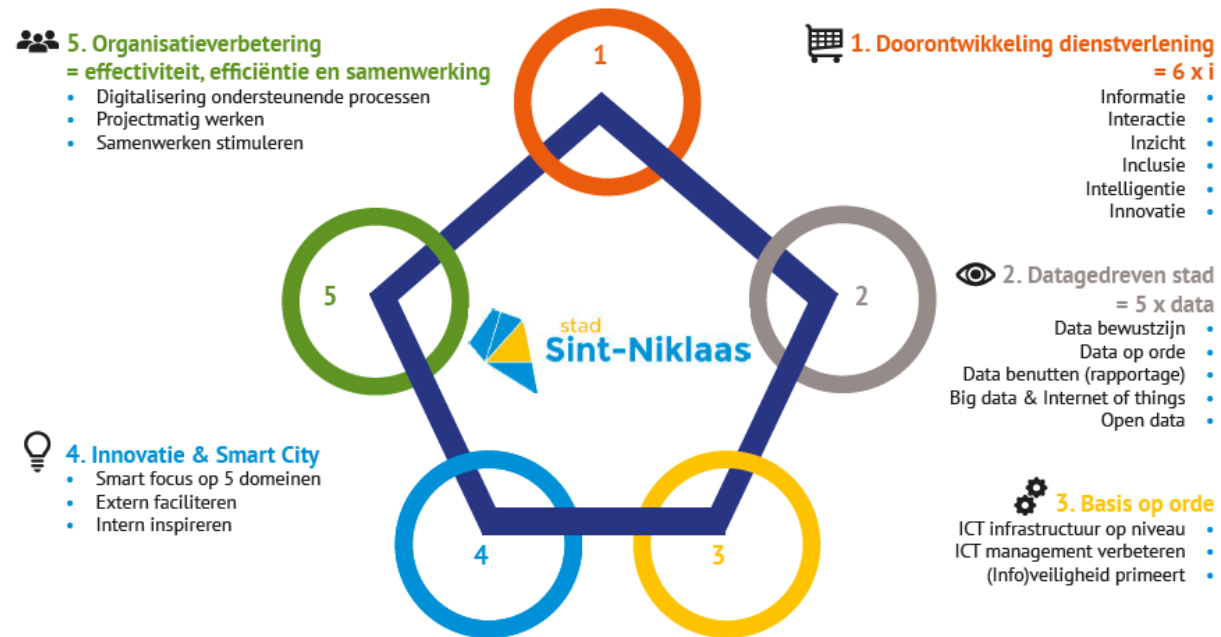 1. Doorontwikkeling dienstverlening
= 6 x i
Informatie
Interactie
Inzicht
Inclusie
Intelligentie
Innovatie
2. Datagedreven stad
= 5 x data
Data bewustzijn
Data op orde
Data benutten (rapportage)
Big data & Internet of things
Open data
3. Basis op orde
ICT infrastructuur op niveau
ICT management verbeteren
(Info)veiligheid primeert
4. Innovatie & Smart City
Smart focus op 5 domeinen
Extern faciliteren
Intern inspireren
5. Organisatieverbetering
= effectiviteit, efficiëntie en samenwerking
Digitalisering ondersteunende processen
Projectmatig werken
Samenwerken stimuleren
1
2
3
4
5
stad
Sint-Niklaas